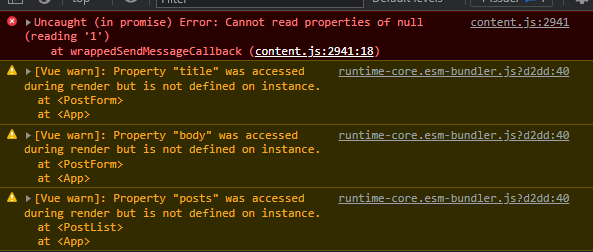 Filter
Default levels
▶Uncaught (in promise) Error: Cannot read properties of null content.js:2941
(reading '1')
at wrappedSendMessageCallback (content.js:2941:18)
▶[Vue warn]: Property "title" was accessed runtime-core.esm-bundler.js?d2dd:40
during render but is not defined on instance.
at <PostForm>
at <App>
▶[Vue warn]: Property "body" was accessed runtime-core.esm-bundler.js?d2dd:40
during render but is not defined on instance.
at <PostForm>
at <App>
▶[Vue warn]: Property "posts" was accessed runtime-core.esm-bundler.js?d2dd:40
during render but is not defined on instance.
at <PostList>
at <App>